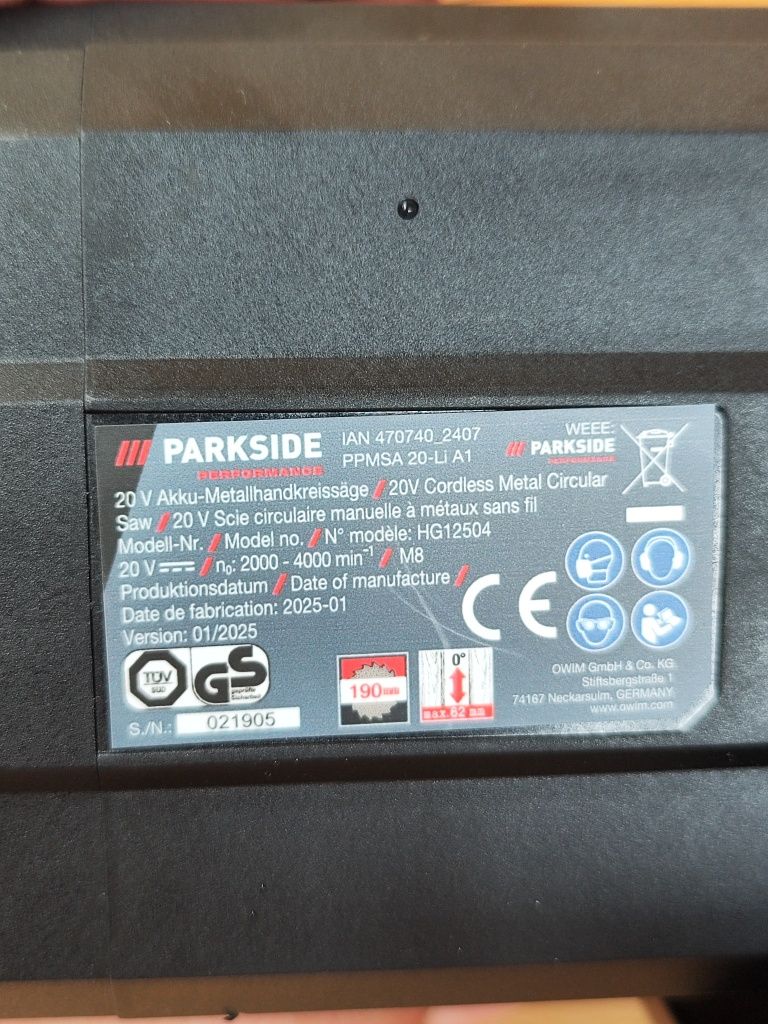 PARKSIDE
PERFORMANCE
IAN 470740_2407
PPMSA 20-Li A1
WEEE:
PARKSIDE
PERFORMANCE
20 V Akku-Metallhandkreissäge / 20V Cordless Metal Circular
Saw / 20 V Scie circulaire manuelle à métaux sans fil
Modell-Nr. / Model no. / N° modèle: HG12504
20 V ⎓ / n₀: 2000 - 4000 min⁻¹ / M8
Produktionsdatum / Date of manufacture /
Date de fabrication: 2025-01
Version: 01/2025
CE
TÜV
SÜD
GS
geprüfte
Sicherheit
190 mm
0°
max.62 mm
S./N.: 021905
OWIM GmbH & Co. KG
Stiftsbergstraße 1
74167 Neckarsulm, GERMANY
www.owim.com